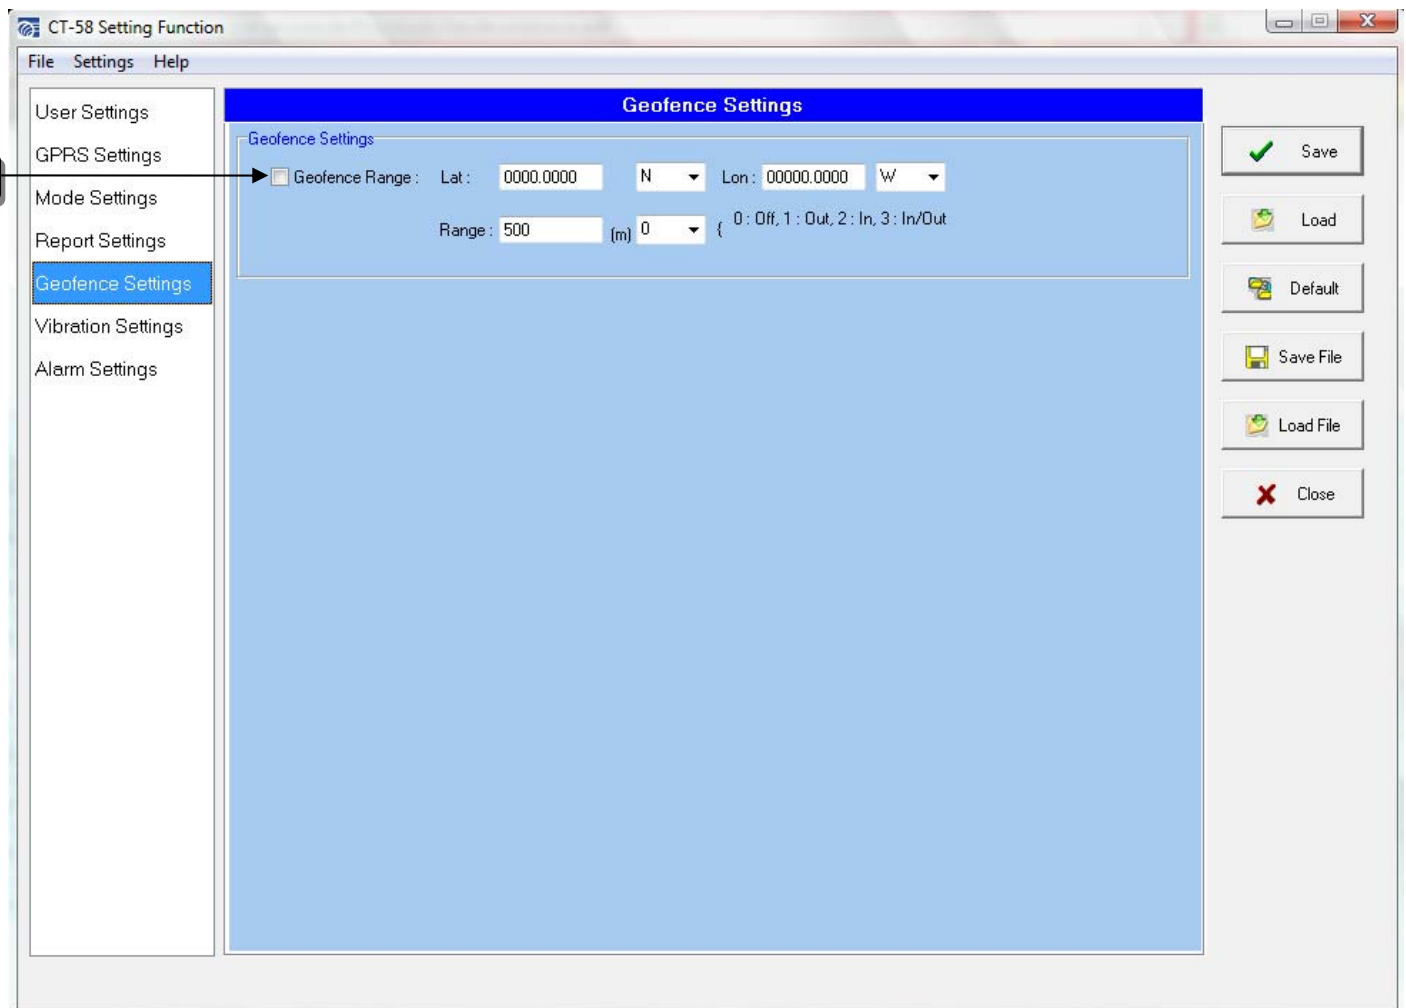 CT-58 Setting Function
File Settings Help
User Settings
GPRS Settings
Mode Settings
Report Settings
Geofence Settings
Vibration Settings
Alarm Settings
Geofence Settings
Geofence Settings
Geofence Range : Lat : 0000.0000 N Lon : 00000.0000 W
Range : 500 (m) 0 { 0 : Off, 1 : Out, 2 : In, 3 : In/Out
Save
Load
Default
Save File
Load File
Close